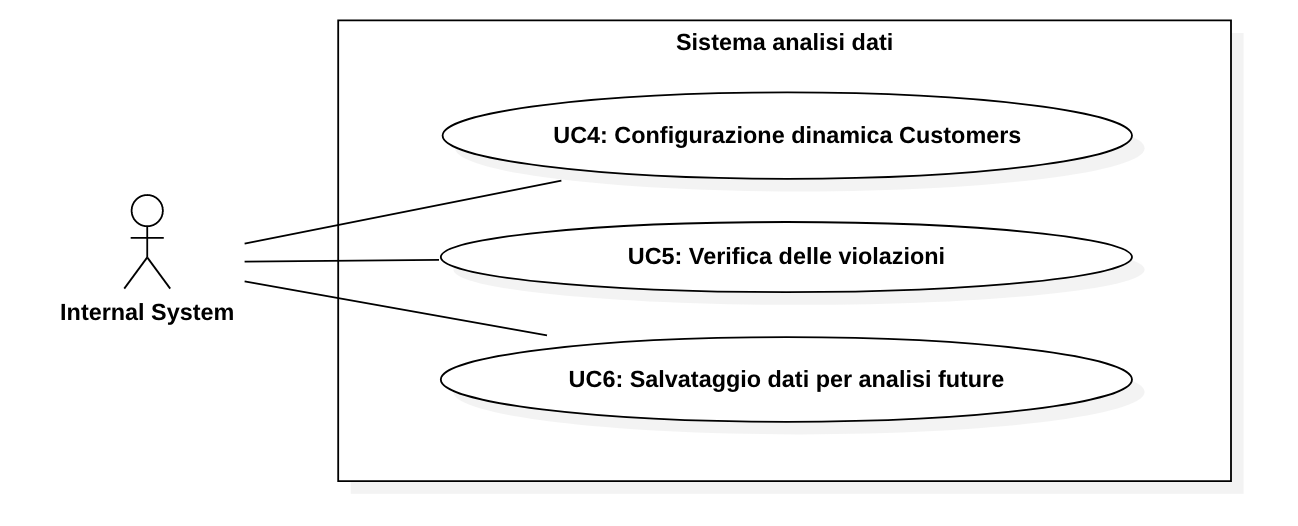 Sistema analisi dati
UC4: Configurazione dinamica Customers
UC5: Verifica delle violazioni
Internal System
UC6: Salvataggio dati per analisi future